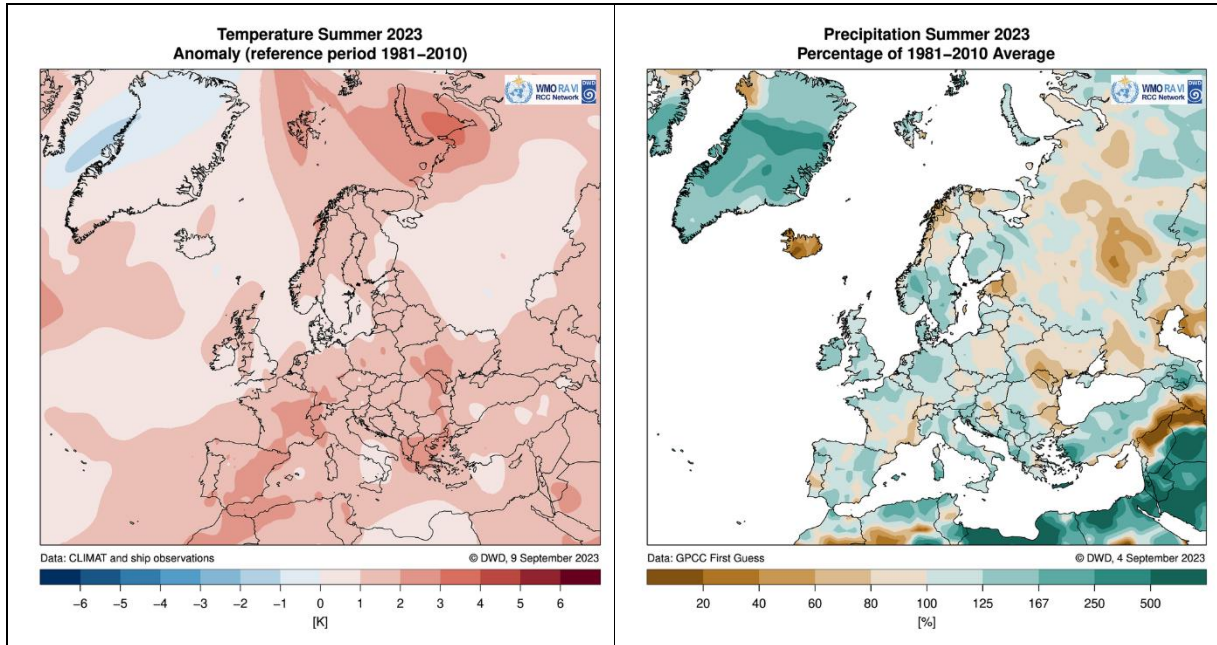 Temperature Summer 2023
Anomaly (reference period 1981−2010)
WMO RA VI
RCC Network
DWD
Data: CLIMAT and ship observations
© DWD, 9 September 2023
−6 −5 −4 −3 −2 −1 0 1 2 3 4 5 6
[K]
Precipitation Summer 2023
Percentage of 1981−2010 Average
WMO RA VI
RCC Network
DWD
Data: GPCC First Guess
© DWD, 4 September 2023
20 40 60 80 100 125 167 250 500
[%]